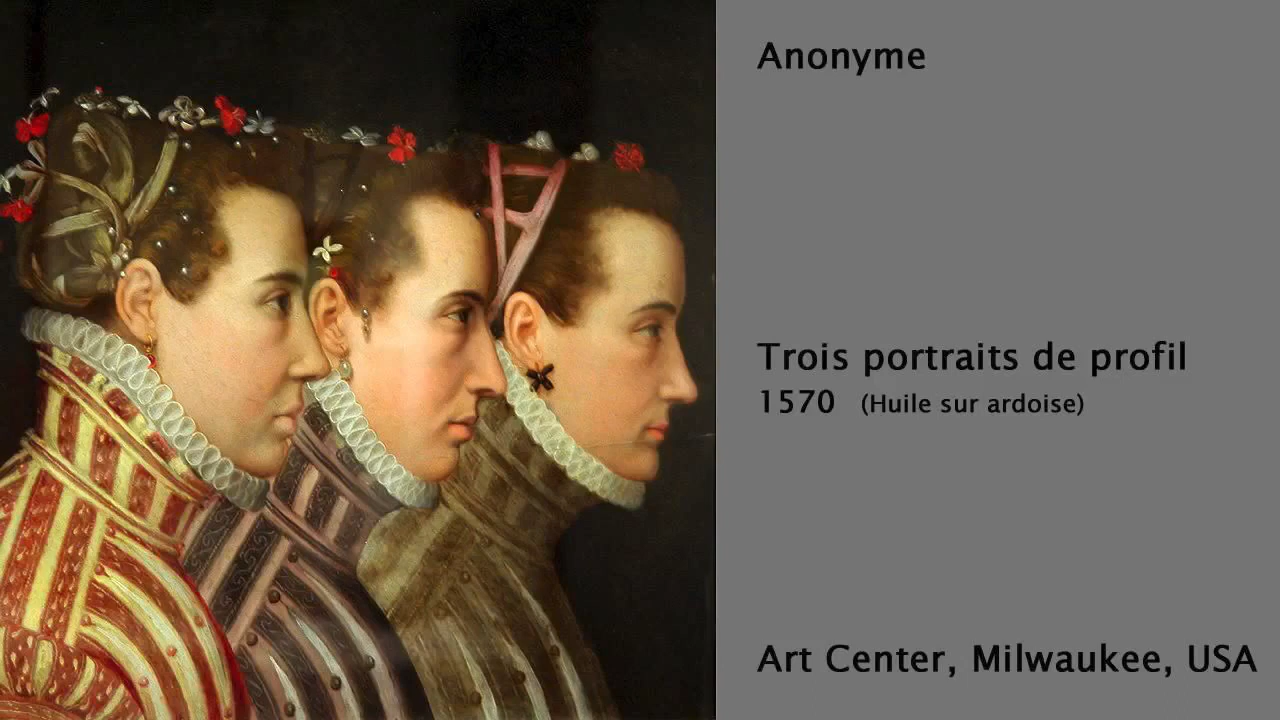 Anonyme
Trois portraits de profil
1570 (Huile sur ardoise)
Art Center, Milwaukee, USA